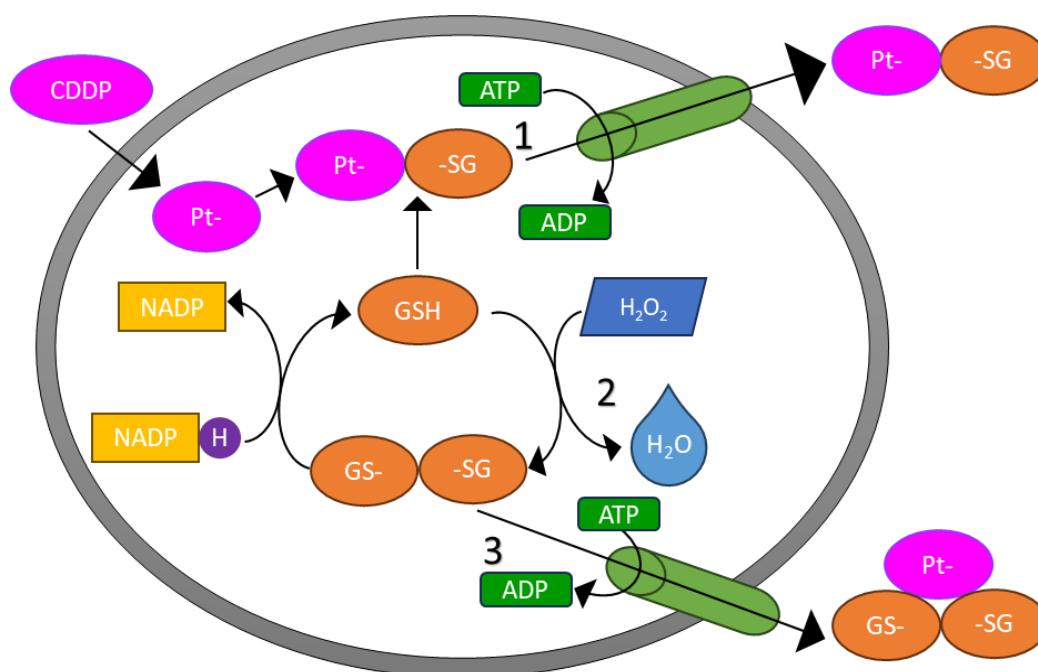 CDDP
Pt-
Pt-
-SG
1
ATP
ADP
Pt-
-SG
NADP
GSH
H₂O₂
NADP
H
GS-
-SG
2
H₂O
3
ATP
ADP
Pt-
GS-
-SG